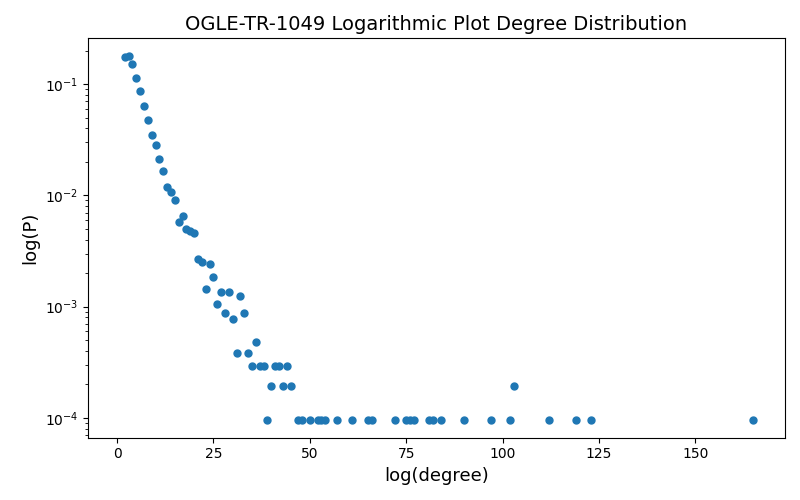 OGLE-TR-1049 Logarithmic Plot Degree Distribution
log(P)
10⁻¹
10⁻²
10⁻³
10⁻⁴
0 25 50 75 100 125 150
log(degree)